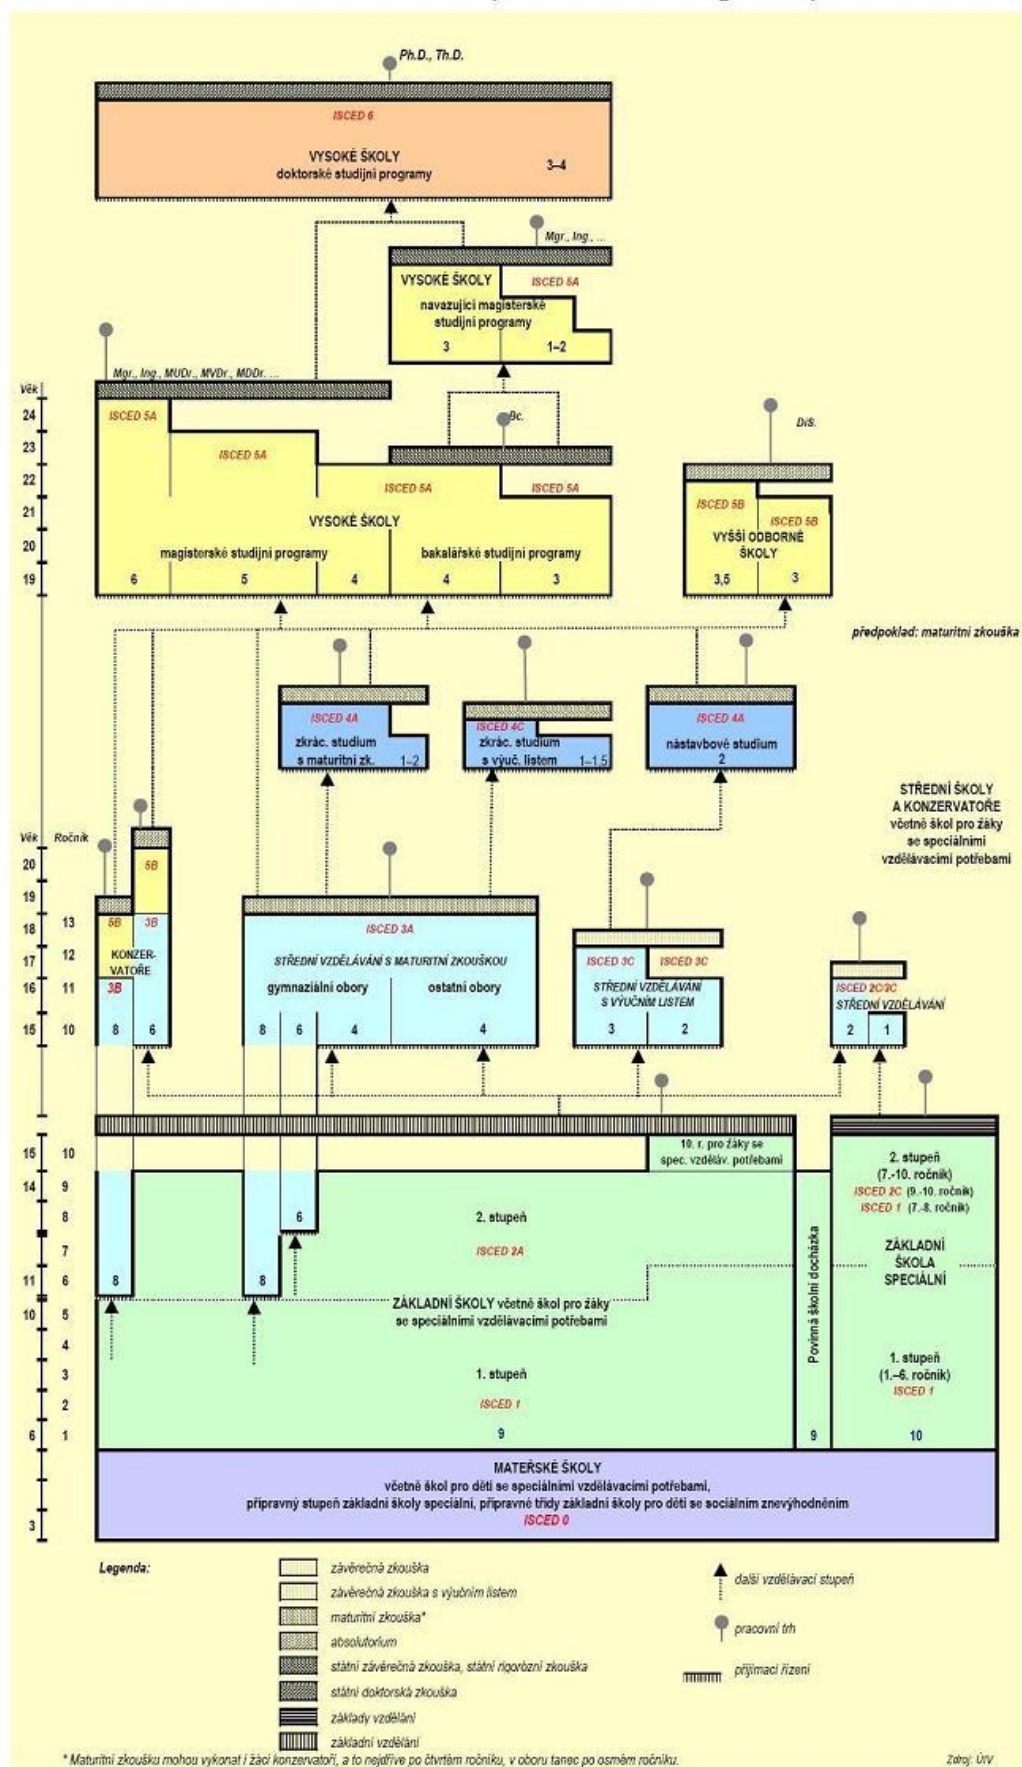 Ph.D., Th.D.
ISCED 6
VYSOKÉ ŠKOLY
doktorské studijní programy
3–4
Mgr., Ing., ...
VYSOKÉ ŠKOLY
ISCED 5A
navazující magisterské
studijní programy
3
1–2
Mgr., Ing., MUDr., MVDr., MDDr. ...
Věk
24
23
22
21
20
19
ISCED 5A
ISCED 5A
ISCED 5A
Bc.
ISCED 5A
VYSOKÉ ŠKOLY
magisterské studijní programy
bakalářské studijní programy
6
5
4
4
3
DiS.
ISCED 5B
ISCED 5B
VYŠŠÍ ODBORNÉ
ŠKOLY
3,5
3
předpoklad: maturitní zkouška
ISCED 4A
zkrác. studium
s maturitní zk.
1–2
ISCED 4C
zkrác. studium
s výuč. listem
1–1,5
ISCED 4A
nástavbové studium
2
STŘEDNÍ ŠKOLY
A KONZERVATOŘE
včetně škol pro žáky
se speciálními
vzdělávacími potřebami
Věk
Ročník
20
19
18 13
17 12
16 11
15 10
5B
5B
3B
KONZER-
VATOŘE
3B
8
6
ISCED 3A
STŘEDNÍ VZDĚLÁVÁNÍ S MATURITNÍ ZKOUŠKOU
gymnaziální obory
ostatní obory
8
6
4
4
ISCED 3C
ISCED 3C
STŘEDNÍ VZDĚLÁVÁNÍ
S VÝUČNÍM LISTEM
3
2
ISCED 2C/3C
STŘEDNÍ VZDĚLÁVÁNÍ
2
1
15 10
14 9
8
7
11 6
10 5
4
3
2
6 1
3
10. r. pro žáky se
spec. vzděláv. potřebami
8
8
6
2. stupeň
ISCED 2A
ZÁKLADNÍ ŠKOLY včetně škol pro žáky
se speciálními vzdělávacími potřebami
1. stupeň
ISCED 1
9
Povinná školní docházka
9
2. stupeň
(7.-10. ročník)
ISCED 2C (9.-10. ročník)
ISCED 1 (7.-8. ročník)
ZÁKLADNÍ
ŠKOLA
SPECIÁLNÍ
1. stupeň
(1.–6. ročník)
ISCED 1
10
MATEŘSKÉ ŠKOLY
včetně škol pro děti se speciálními vzdělávacími potřebami,
přípravný stupeň základní školy speciální, přípravné třídy základní školy pro děti se sociálním znevýhodněním
ISCED 0
Legenda:
závěrečná zkouška
závěrečná zkouška s výučním listem
maturitní zkouška*
absolutorium
státní závěrečná zkouška, státní rigorózní zkouška
státní doktorská zkouška
základy vzdělání
základní vzdělání
další vzdělávací stupeň
pracovní trh
přijímací řízení
* Maturitní zkoušku mohou vykonat i žáci konzervatoří, a to nejdříve po čtvrtém ročníku, v oboru tanec po osmém ročníku.
Zdroj: ÚIV